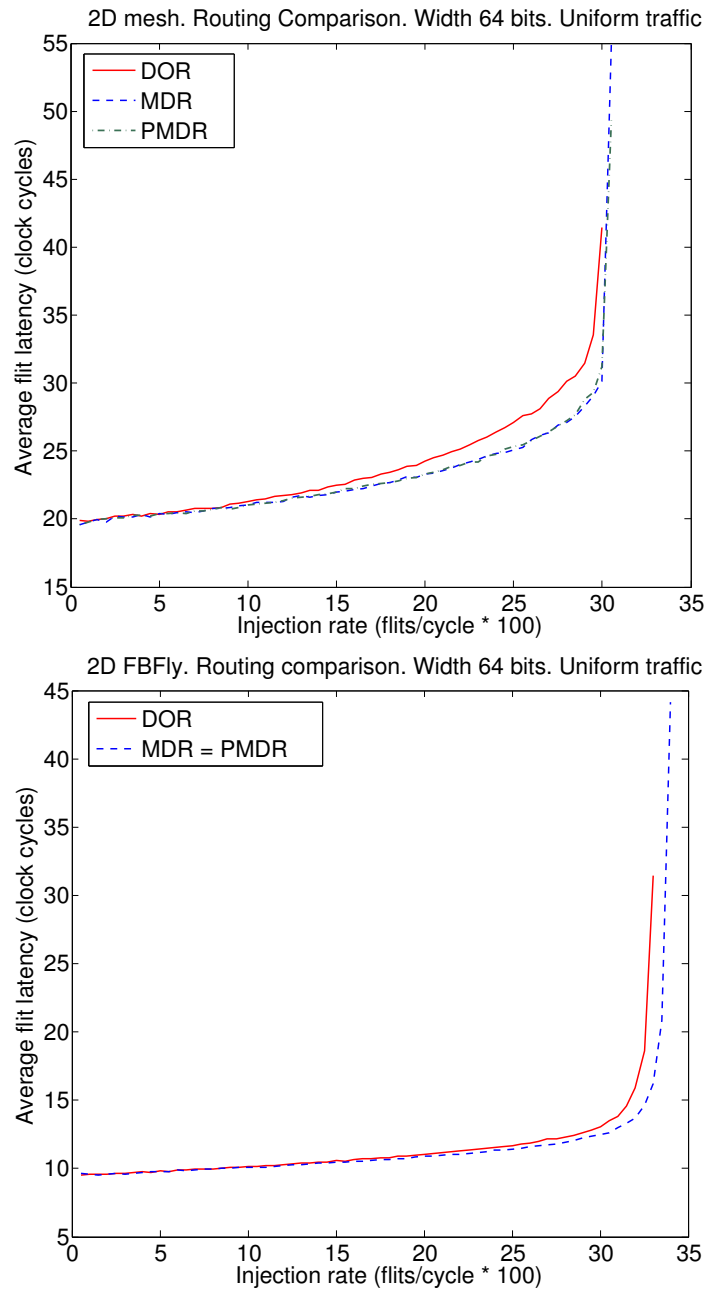 2D mesh. Routing Comparison. Width 64 bits. Uniform traffic
DOR
MDR
PMDR
Average flit latency (clock cycles)
55
50
45
40
35
30
25
20
15
0 5 10 15 20 25 30 35
Injection rate (flits/cycle * 100)
2D FBFly. Routing comparison. Width 64 bits. Uniform traffic
DOR
MDR = PMDR
Average flit latency (clock cycles)
45
40
35
30
25
20
15
10
5
0 5 10 15 20 25 30 35
Injection rate (flits/cycle * 100)